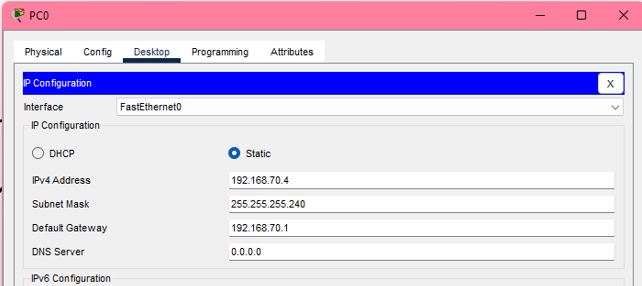 PC0
Physical Config Desktop Programming Attributes
IP Configuration X
Interface FastEthernet0
IP Configuration
DHCP Static
IPv4 Address 192.168.70.4
Subnet Mask 255.255.255.240
Default Gateway 192.168.70.1
DNS Server 0.0.0.0
IPv6 Configuration